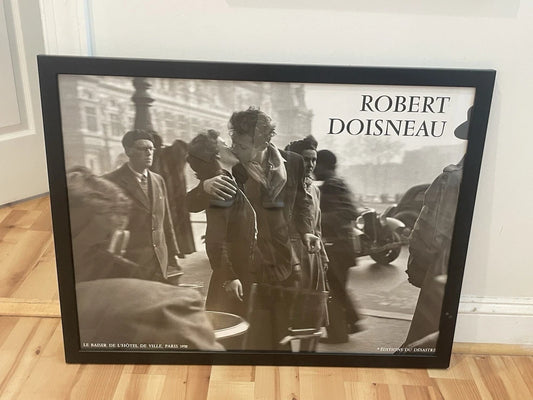 ROBERT
DOISNEAU
LE BAISER DE L'HÔTEL DE VILLE, PARIS 1950
© ÉDITIONS DU DÉSASTRE